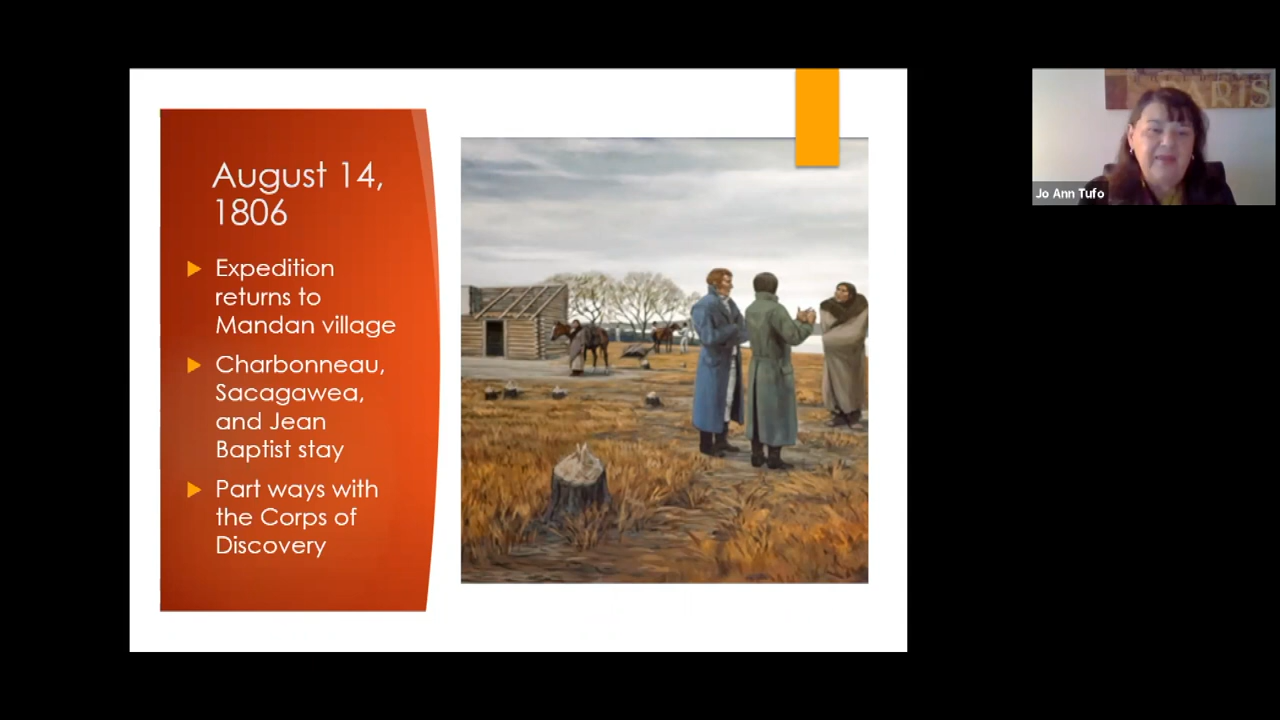 August 14,
1806
Expedition
returns to
Mandan village
Charbonneau,
Sacagawea,
and Jean
Baptist stay
Part ways with
the Corps of
Discovery
PARIS
Jo Ann Tufo